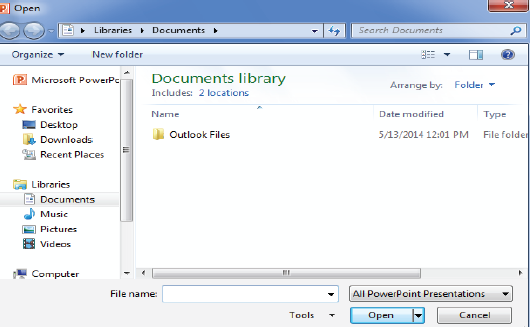 Open
Libraries Documents Search Documents
Organize New folder
Microsoft PowerPc
Documents library
Includes: 2 locations
Arrange by: Folder
Favorites
Desktop
Downloads
Recent Places
Libraries
Documents
Music
Pictures
Videos
Computer
Name Date modified Type
Outlook Files 5/13/2014 12:01 PM File folder
File name: All PowerPoint Presentations
Tools Open Cancel